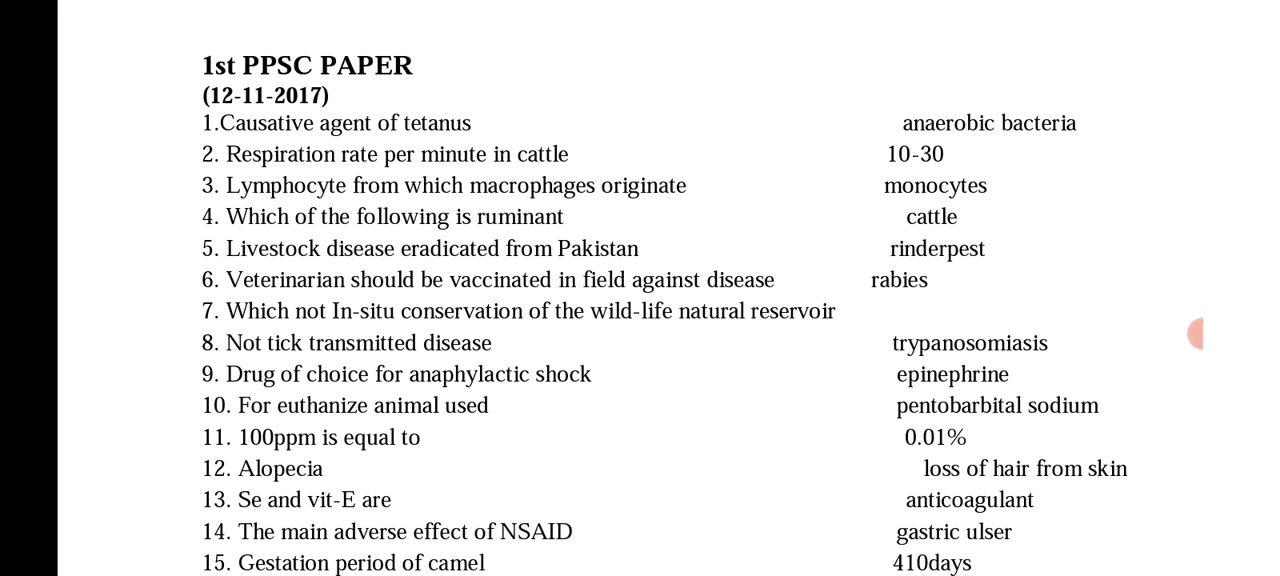 1st PPSC PAPER
(12-11-2017)
1.Causative agent of tetanus anaerobic bacteria
2. Respiration rate per minute in cattle 10-30
3. Lymphocyte from which macrophages originate monocytes
4. Which of the following is ruminant cattle
5. Livestock disease eradicated from Pakistan rinderpest
6. Veterinarian should be vaccinated in field against disease rabies
7. Which not In-situ conservation of the wild-life natural reservoir
8. Not tick transmitted disease trypanosomiasis
9. Drug of choice for anaphylactic shock epinephrine
10. For euthanize animal used pentobarbital sodium
11. 100ppm is equal to 0.01%
12. Alopecia loss of hair from skin
13. Se and vit-E are anticoagulant
14. The main adverse effect of NSAID gastric ulser
15. Gestation period of camel 410days